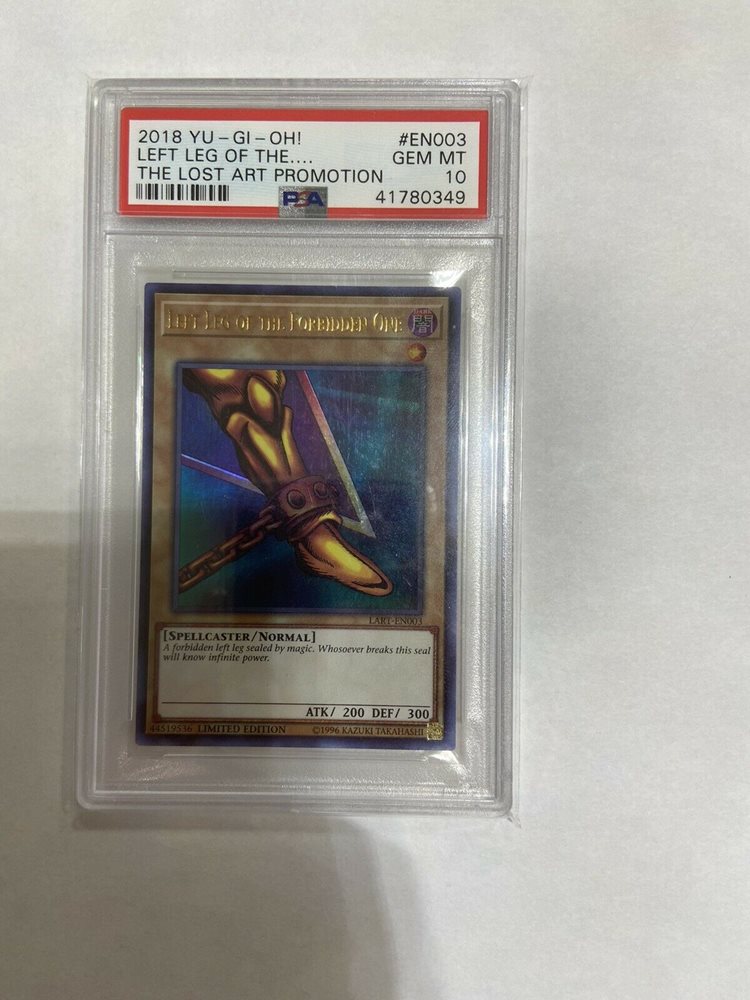 2018 YU-GI-OH! #EN003
LEFT LEG OF THE.... GEM MT
THE LOST ART PROMOTION 10
PSA 41780349
LEFT LEG OF THE FORBIDDEN ONE
DARK
闇
LART-EN003
[SPELLCASTER/NORMAL]
A forbidden left leg sealed by magic. Whosoever breaks this seal
will know infinite power.
ATK/ 200 DEF/ 300
44519536 LIMITED EDITION ©1996 KAZUKI TAKAHASHI